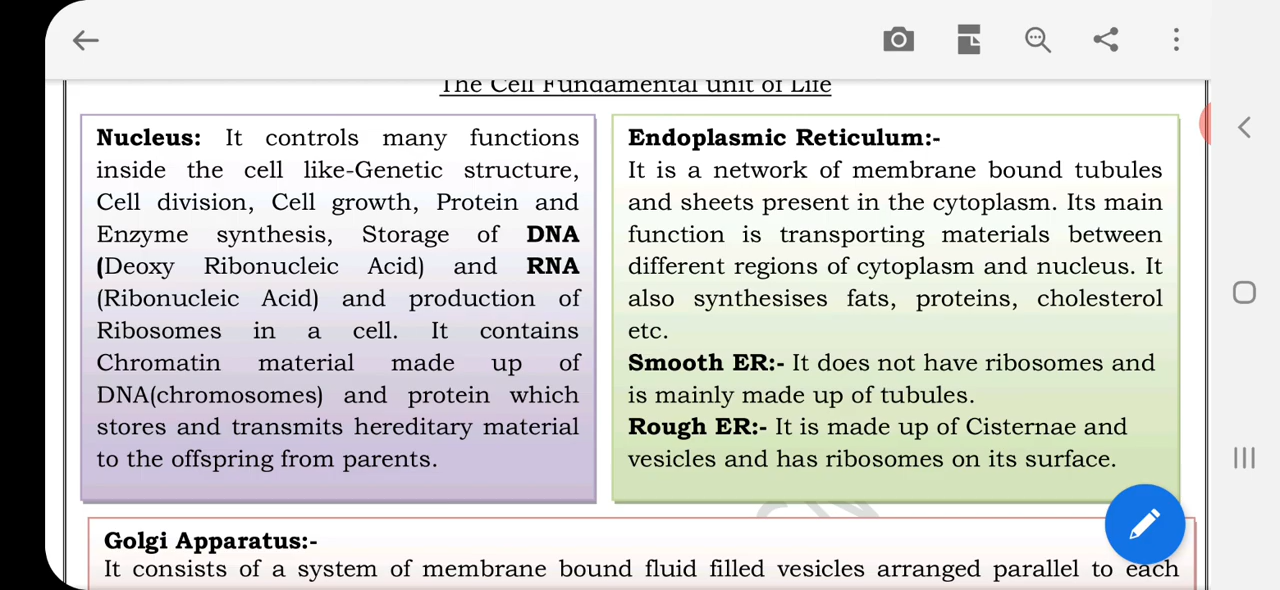 The Cell Fundamental unit of Life
Nucleus: It controls many functions
inside the cell like-Genetic structure,
Cell division, Cell growth, Protein and
Enzyme synthesis, Storage of DNA
(Deoxy Ribonucleic Acid) and RNA
(Ribonucleic Acid) and production of
Ribosomes in a cell. It contains
Chromatin material made up of
DNA(chromosomes) and protein which
stores and transmits hereditary material
to the offspring from parents.
Endoplasmic Reticulum:-
It is a network of membrane bound tubules
and sheets present in the cytoplasm. Its main
function is transporting materials between
different regions of cytoplasm and nucleus. It
also synthesises fats, proteins, cholesterol
etc.
Smooth ER:- It does not have ribosomes and
is mainly made up of tubules.
Rough ER:- It is made up of Cisternae and
vesicles and has ribosomes on its surface.
Golgi Apparatus:-
It consists of a system of membrane bound fluid filled vesicles arranged parallel to each